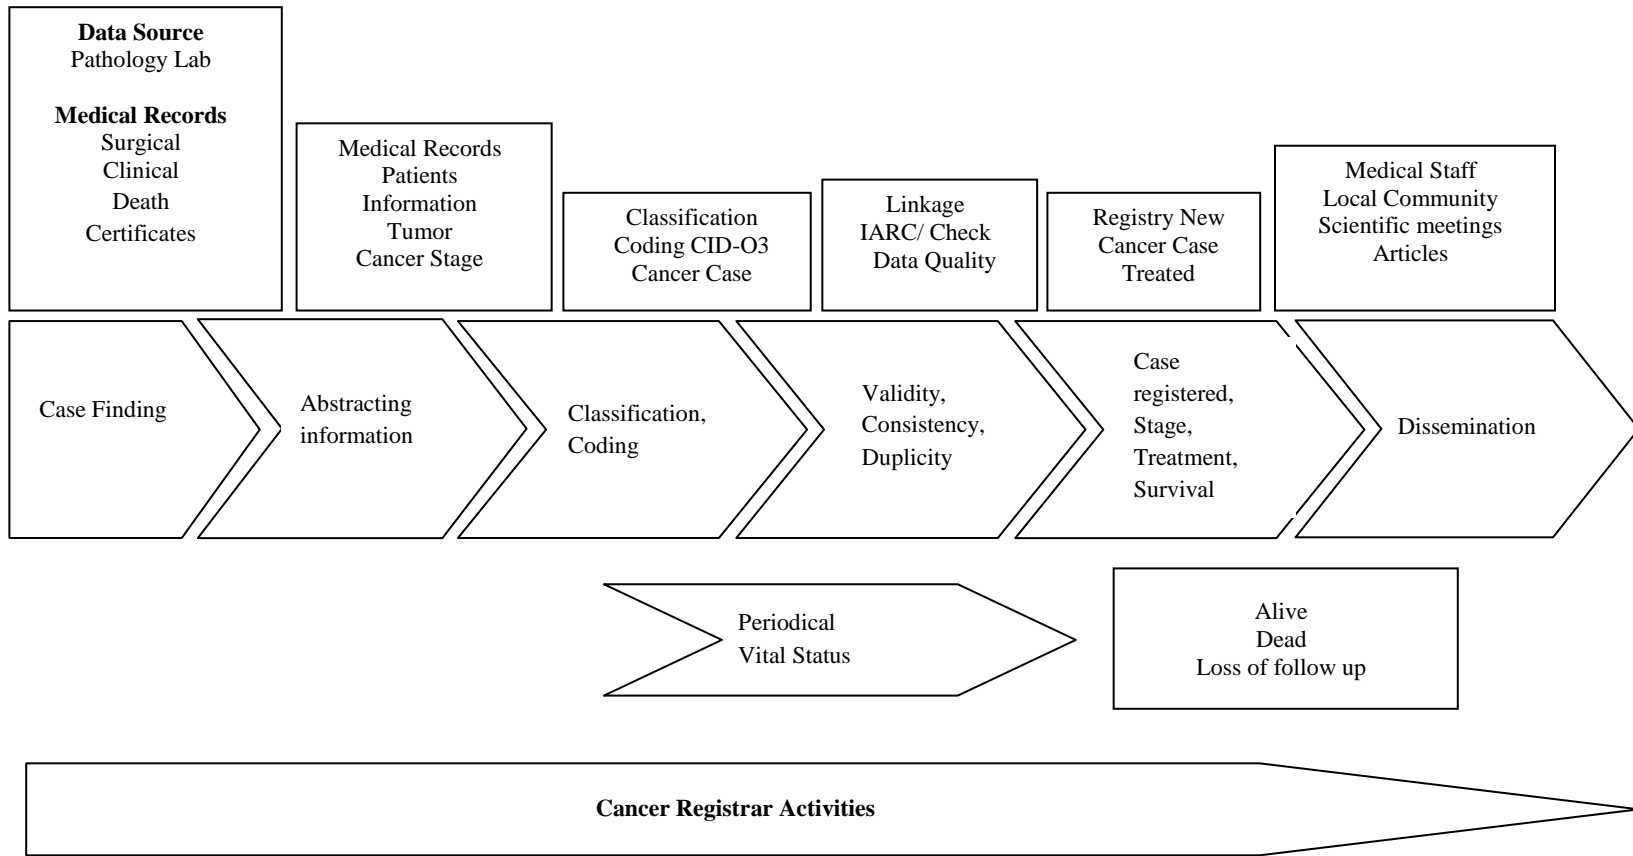 Data Source
Pathology Lab
Medical Records
Surgical
Clinical
Death
Certificates
Medical Records
Patients
Information
Tumor
Cancer Stage
Classification
Coding CID-O3
Cancer Case
Linkage
IARC/ Check
Data Quality
Registry New
Cancer Case
Treated
Medical Staff
Local Community
Scientific meetings
Articles
Case Finding
Abstracting
information
Classification,
Coding
Validity,
Consistency,
Duplicity
Case
registered,
Stage,
Treatment,
Survival
Dissemination
Periodical
Vital Status
Alive
Dead
Loss of follow up
Cancer Registrar Activities